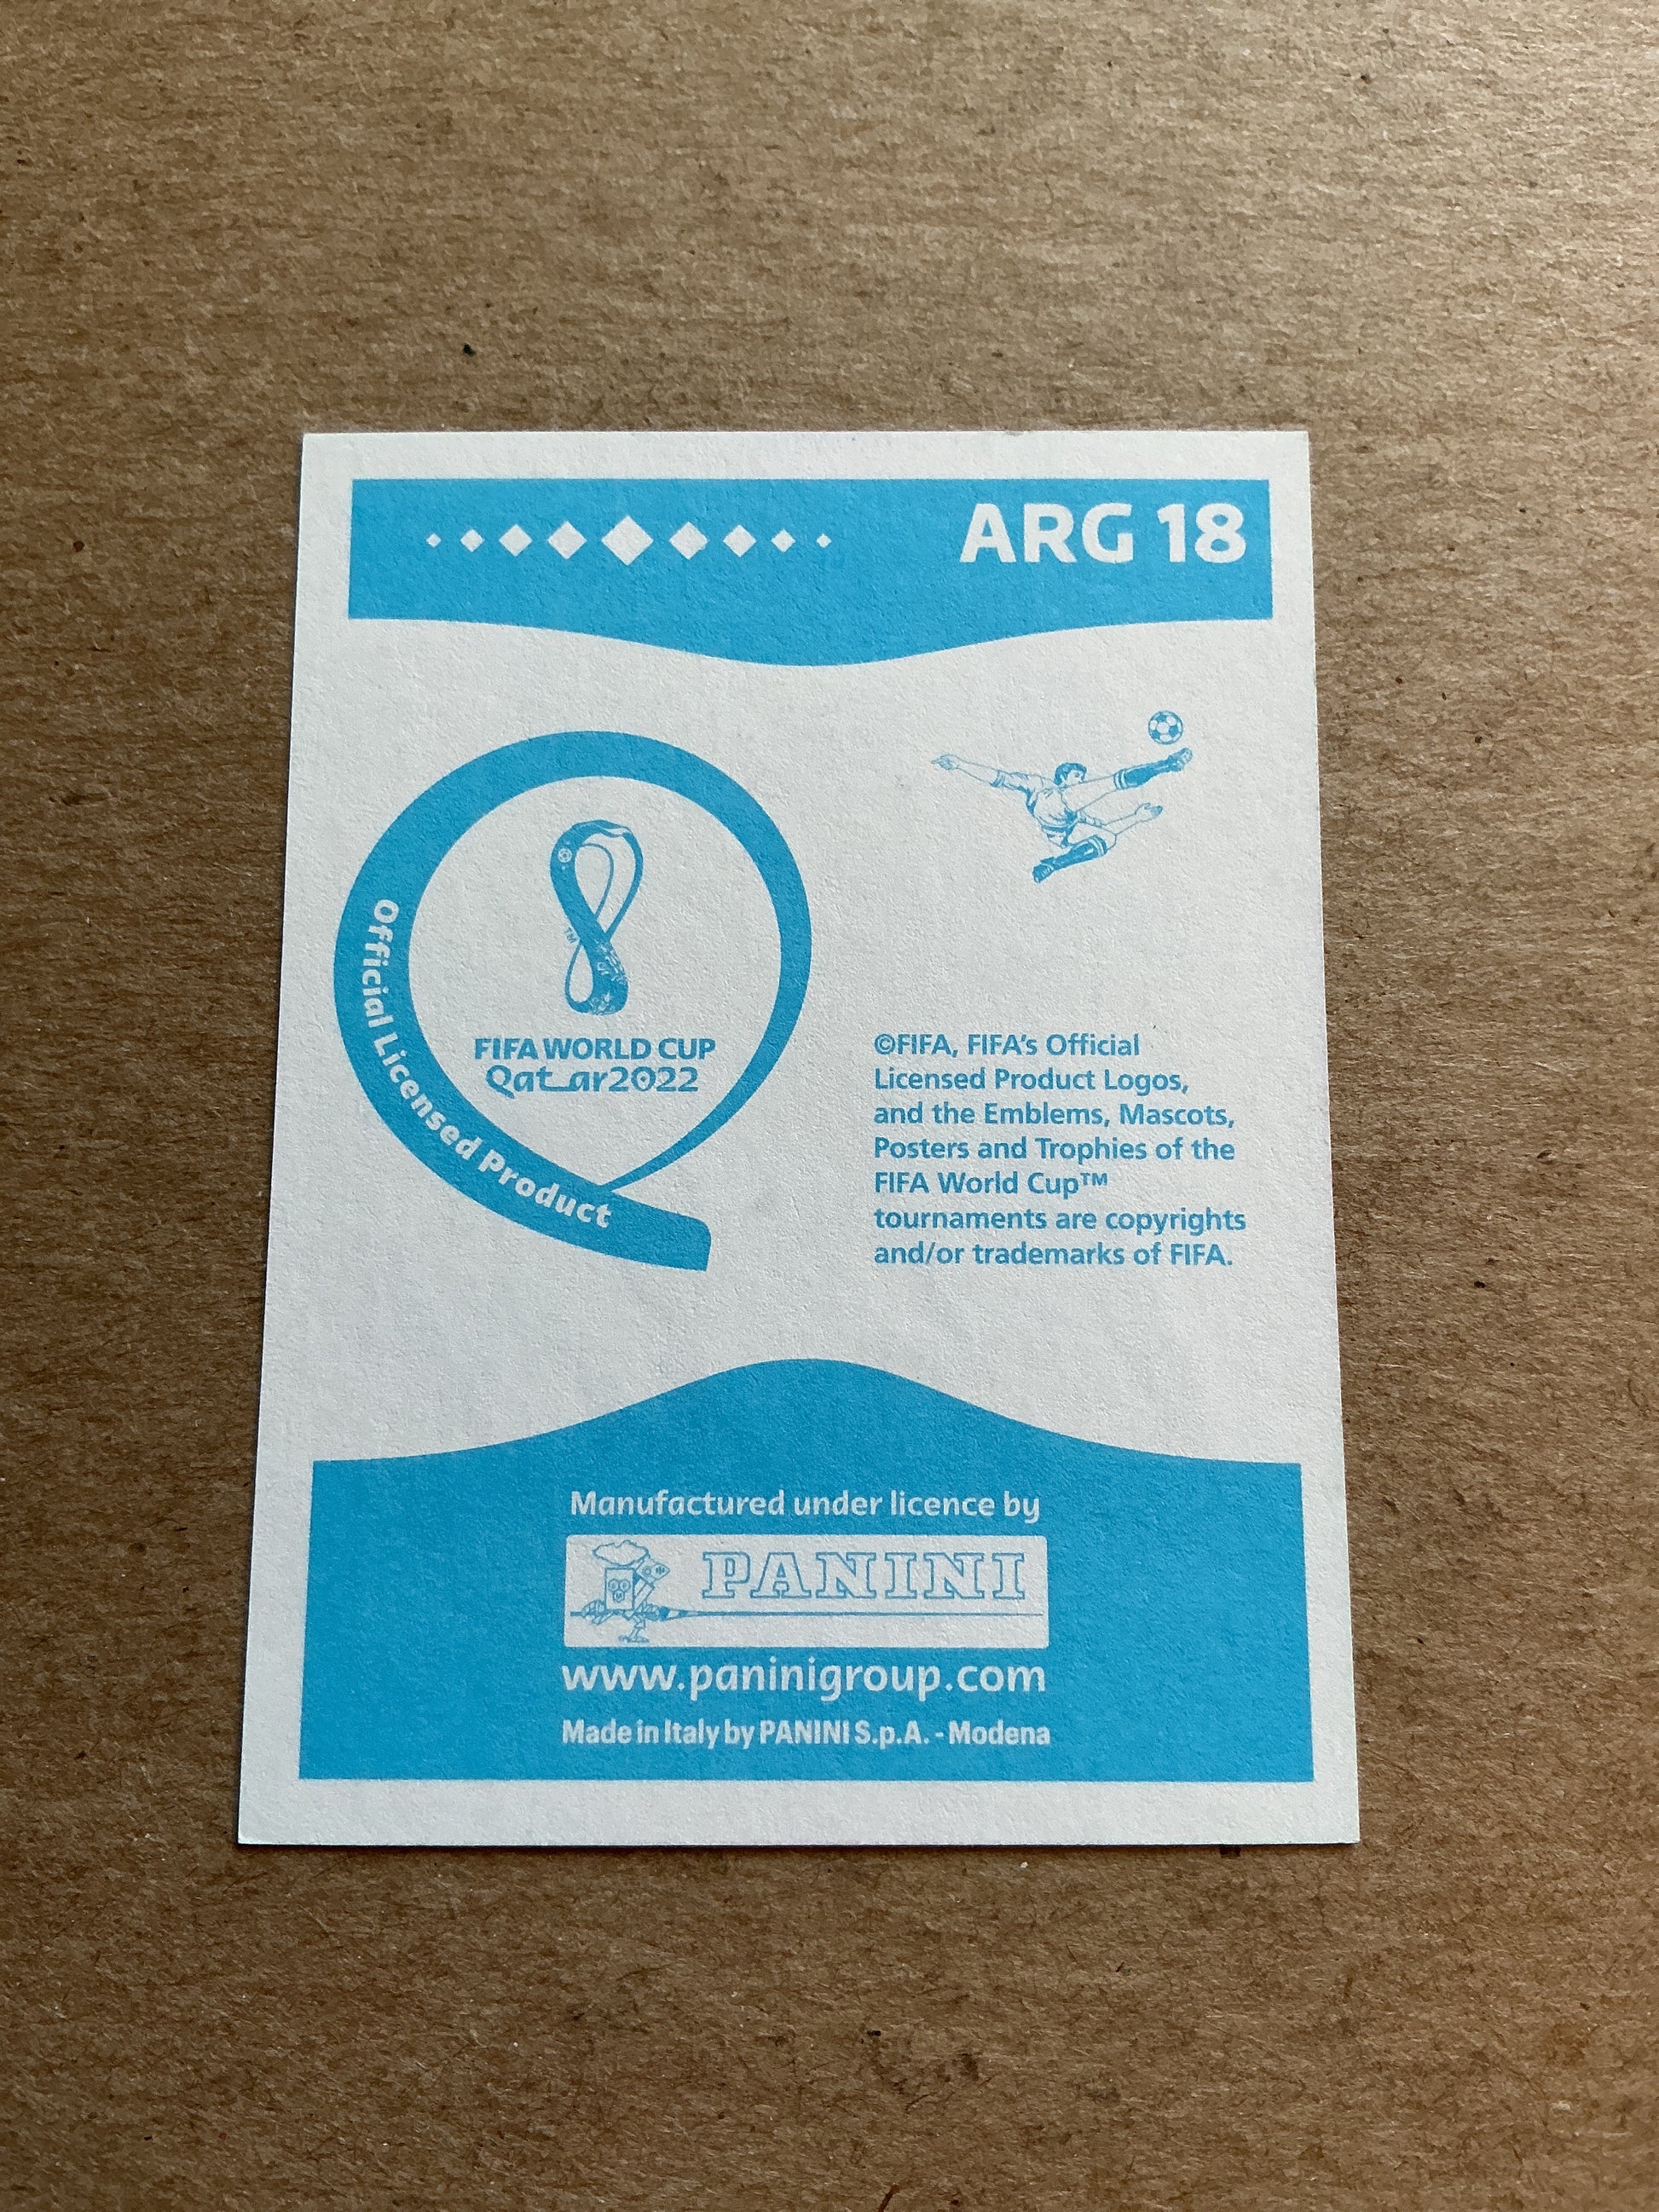 ARG 18
Official Licensed Product
TM
FIFA WORLD CUP
Qatar2022
©FIFA, FIFA's Official
Licensed Product Logos,
and the Emblems, Mascots,
Posters and Trophies of the
FIFA World Cup™
tournaments are copyrights
and/or trademarks of FIFA.
Manufactured under licence by
PANINI
www.paninigroup.com
Made in Italy by PANINI S.p.A. - Modena